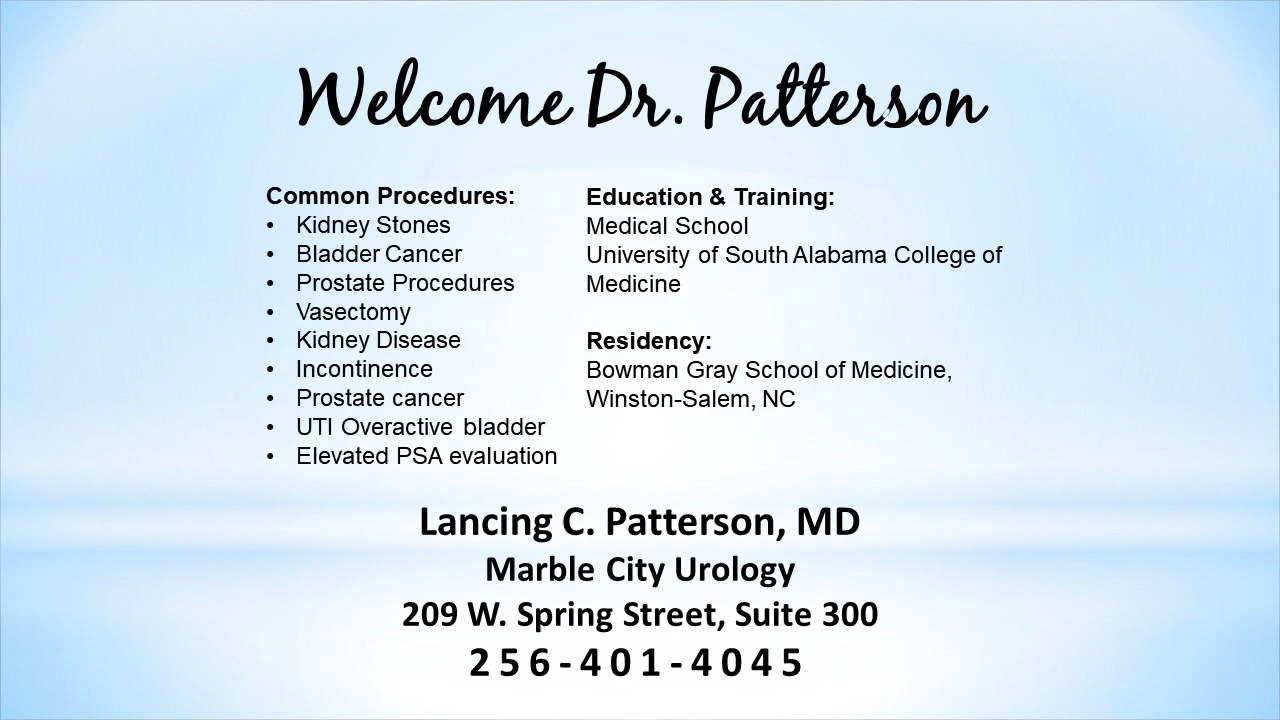 Welcome Dr. Patterson
Common Procedures:
• Kidney Stones
• Bladder Cancer
• Prostate Procedures
• Vasectomy
• Kidney Disease
• Incontinence
• Prostate cancer
• UTI Overactive bladder
• Elevated PSA evaluation
Education & Training:
Medical School
University of South Alabama College of
Medicine
Residency:
Bowman Gray School of Medicine,
Winston-Salem, NC
Lancing C. Patterson, MD
Marble City Urology
209 W. Spring Street, Suite 300
256-401-4045